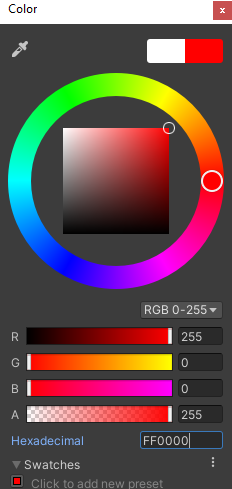 Color
RGB 0-255
R 255
G 0
B 0
A 255
Hexadecimal FF0000
Swatches
Click to add new preset